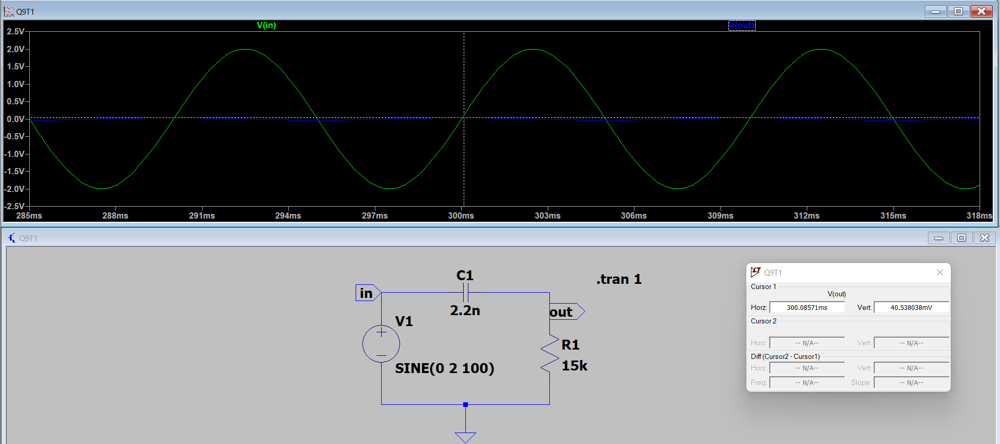 Q9T1
V(in) V(out)
2.5V
2.0V
1.5V
1.0V
0.5V
0.0V
-0.5V
-1.0V
-1.5V
-2.0V
-2.5V
285ms 288ms 291ms 294ms 297ms 300ms 303ms 306ms 309ms 312ms 315ms 318ms
Q9T1
C1
.tran 1
in
2.2n
out
V1
R1
15k
SINE(0 2 100)
Q9T1
Cursor 1
V(out)
Horz: 300.08571ms Vert: 40.538038mV
Cursor 2
Horz: -- N/A-- Vert: -- N/A--
Diff (Cursor2 - Cursor1)
Horz: -- N/A-- Vert: -- N/A--
Freq: -- N/A-- Slope: -- N/A--